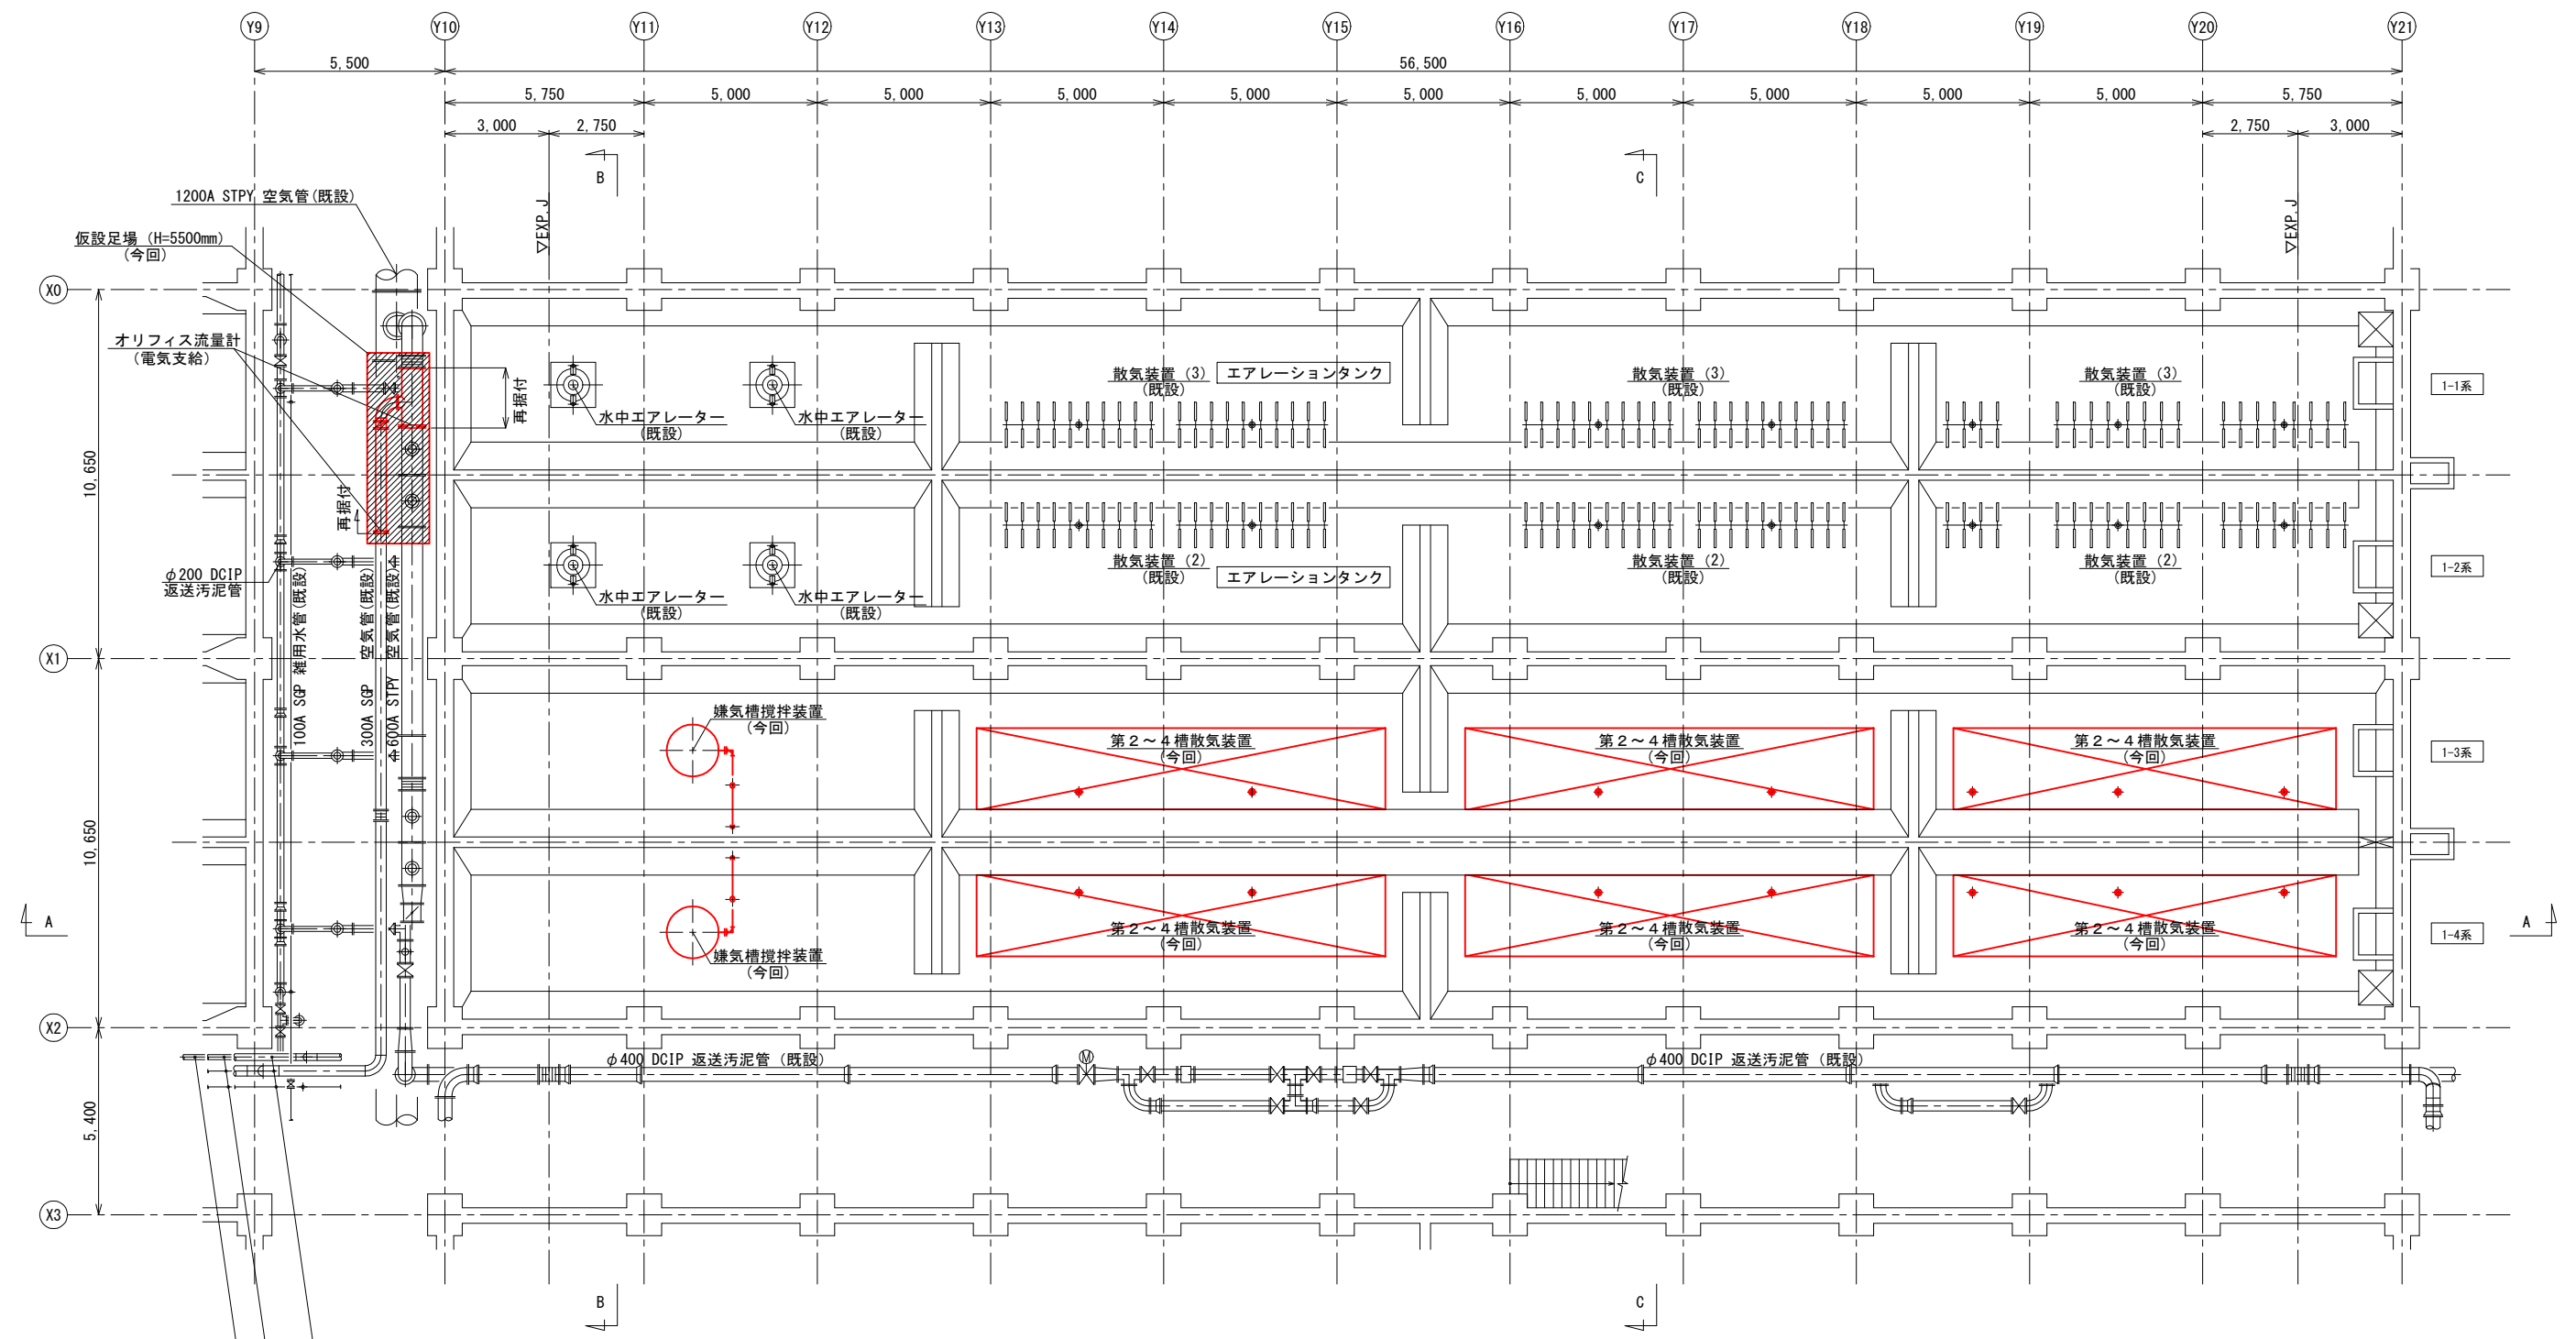 Y9 Y10 Y11 Y12 Y13 Y14 Y15 Y16 Y17 Y18 Y19 Y20 Y21
5,500 56,500
5,750 5,000 5,000 5,000 5,000 5,000 5,000 5,000 5,000 5,000 5,750
3,000 2,750 2,750 3,000
B C
▽EXP.J ▽EXP.J
1200A STPY 空気管(既設)
仮設足場 (H=5500mm)
(今回)
X0
オリフィス流量計
(電気支給)
再据付
再据付
水中エアレーター
(既設)
水中エアレーター
(既設)
散気装置 (3)
(既設)
エアレーションタンク
散気装置 (3)
(既設)
散気装置 (3)
(既設)
1-1系
10,650
φ200 DCIP
返送汚泥管
100A SGP 雑用水管(既設)
300A SGP 空気管(既設)
600A STPY 空気管(既設)
水中エアレーター
(既設)
水中エアレーター
(既設)
散気装置 (2)
(既設)
エアレーションタンク
散気装置 (2)
(既設)
散気装置 (2)
(既設)
1-2系
X1
嫌気槽撹拌装置
(今回)
第2～4槽散気装置
(今回)
第2～4槽散気装置
(今回)
第2～4槽散気装置
(今回)
1-3系
10,650
嫌気槽撹拌装置
(今回)
第2～4槽散気装置
(今回)
第2～4槽散気装置
(今回)
第2～4槽散気装置
(今回)
1-4系
A A
X2
φ400 DCIP 返送汚泥管 (既設)
M
φ400 DCIP 返送汚泥管 (既設)
5,400
X3
B C